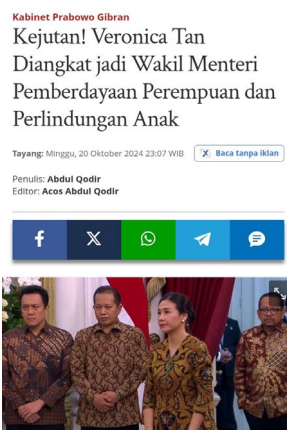 Kabinet Prabowo Gibran
Kejutan! Veronica Tan
Diangkat jadi Wakil Menteri
Pemberdayaan Perempuan dan
Perlindungan Anak
Tayang: Minggu, 20 Oktober 2024 23:07 WIB
Baca tanpa iklan
Penulis: Abdul Qodir
Editor: Acos Abdul Qodir